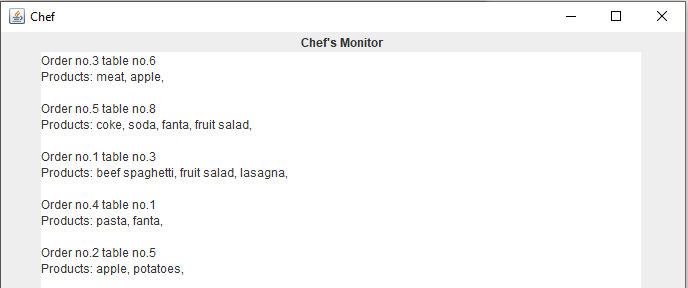 Chef
Chef's Monitor
Order no.3 table no.6
Products: meat, apple,
Order no.5 table no.8
Products: coke, soda, fanta, fruit salad,
Order no.1 table no.3
Products: beef spaghetti, fruit salad, lasagna,
Order no.4 table no.1
Products: pasta, fanta,
Order no.2 table no.5
Products: apple, potatoes,